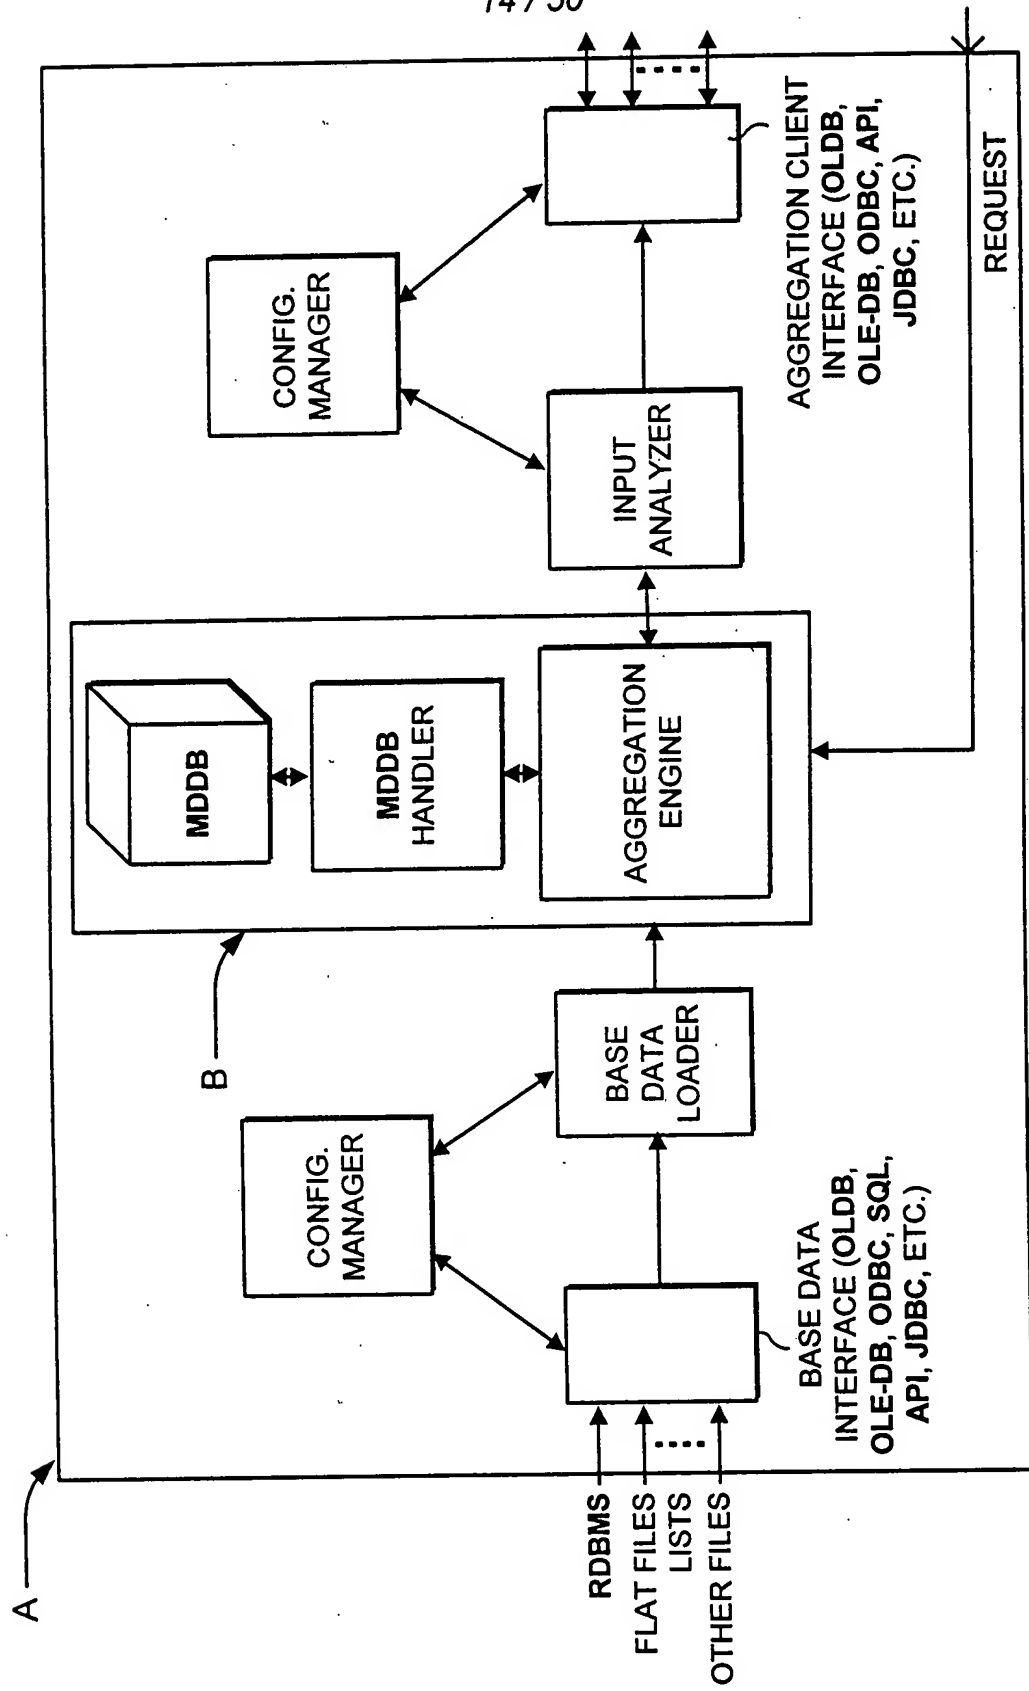 14 / 50
A
B
RDBMS
FLAT FILES
LISTS
OTHER FILES
BASE DATA
INTERFACE (OLDB,
OLE-DB, ODBC, SQL,
API, JDBC, ETC.)
CONFIG.
MANAGER
BASE
DATA
LOADER
MDDB
MDDB
HANDLER
AGGREGATION
ENGINE
INPUT
ANALYZER
CONFIG.
MANAGER
AGGREGATION CLIENT
INTERFACE (OLDB,
OLE-DB, ODBC, API,
JDBC, ETC.)
REQUEST